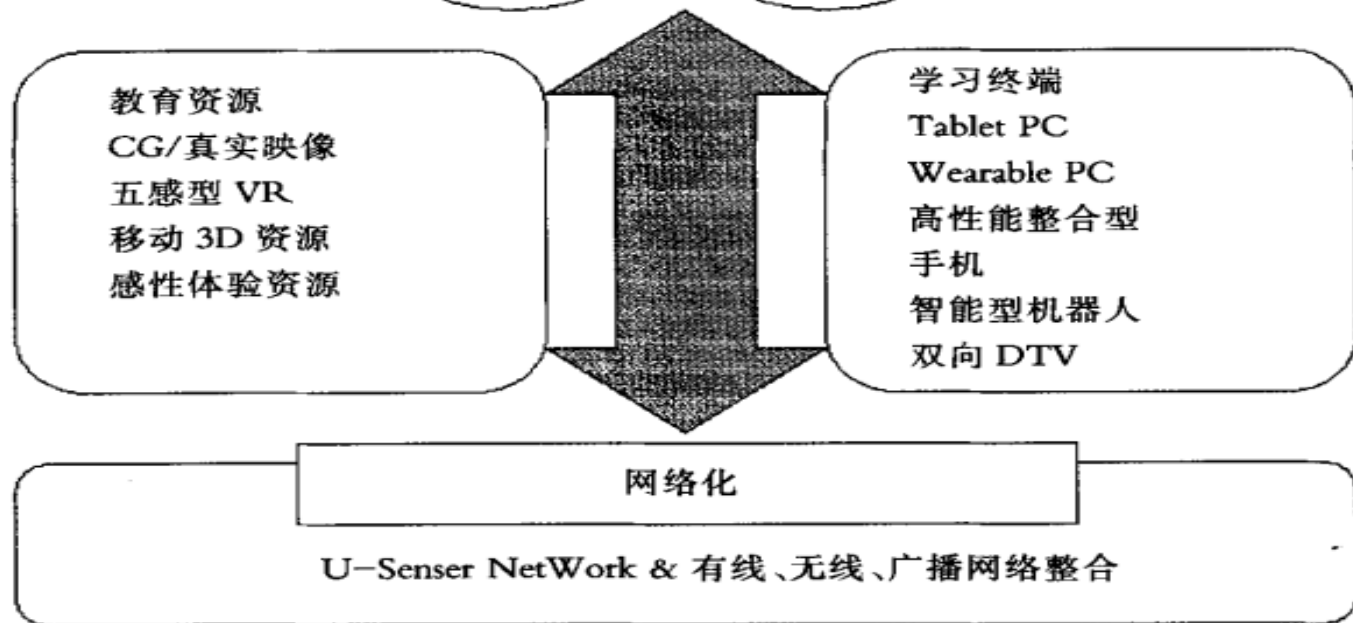 教育资源
CG/真实映像
五感型 VR
移动 3D 资源
感性体验资源
学习终端
Tablet PC
Wearable PC
高性能整合型
手机
智能型机器人
双向 DTV
网络化
U-Senser NetWork & 有线、无线、广播网络整合